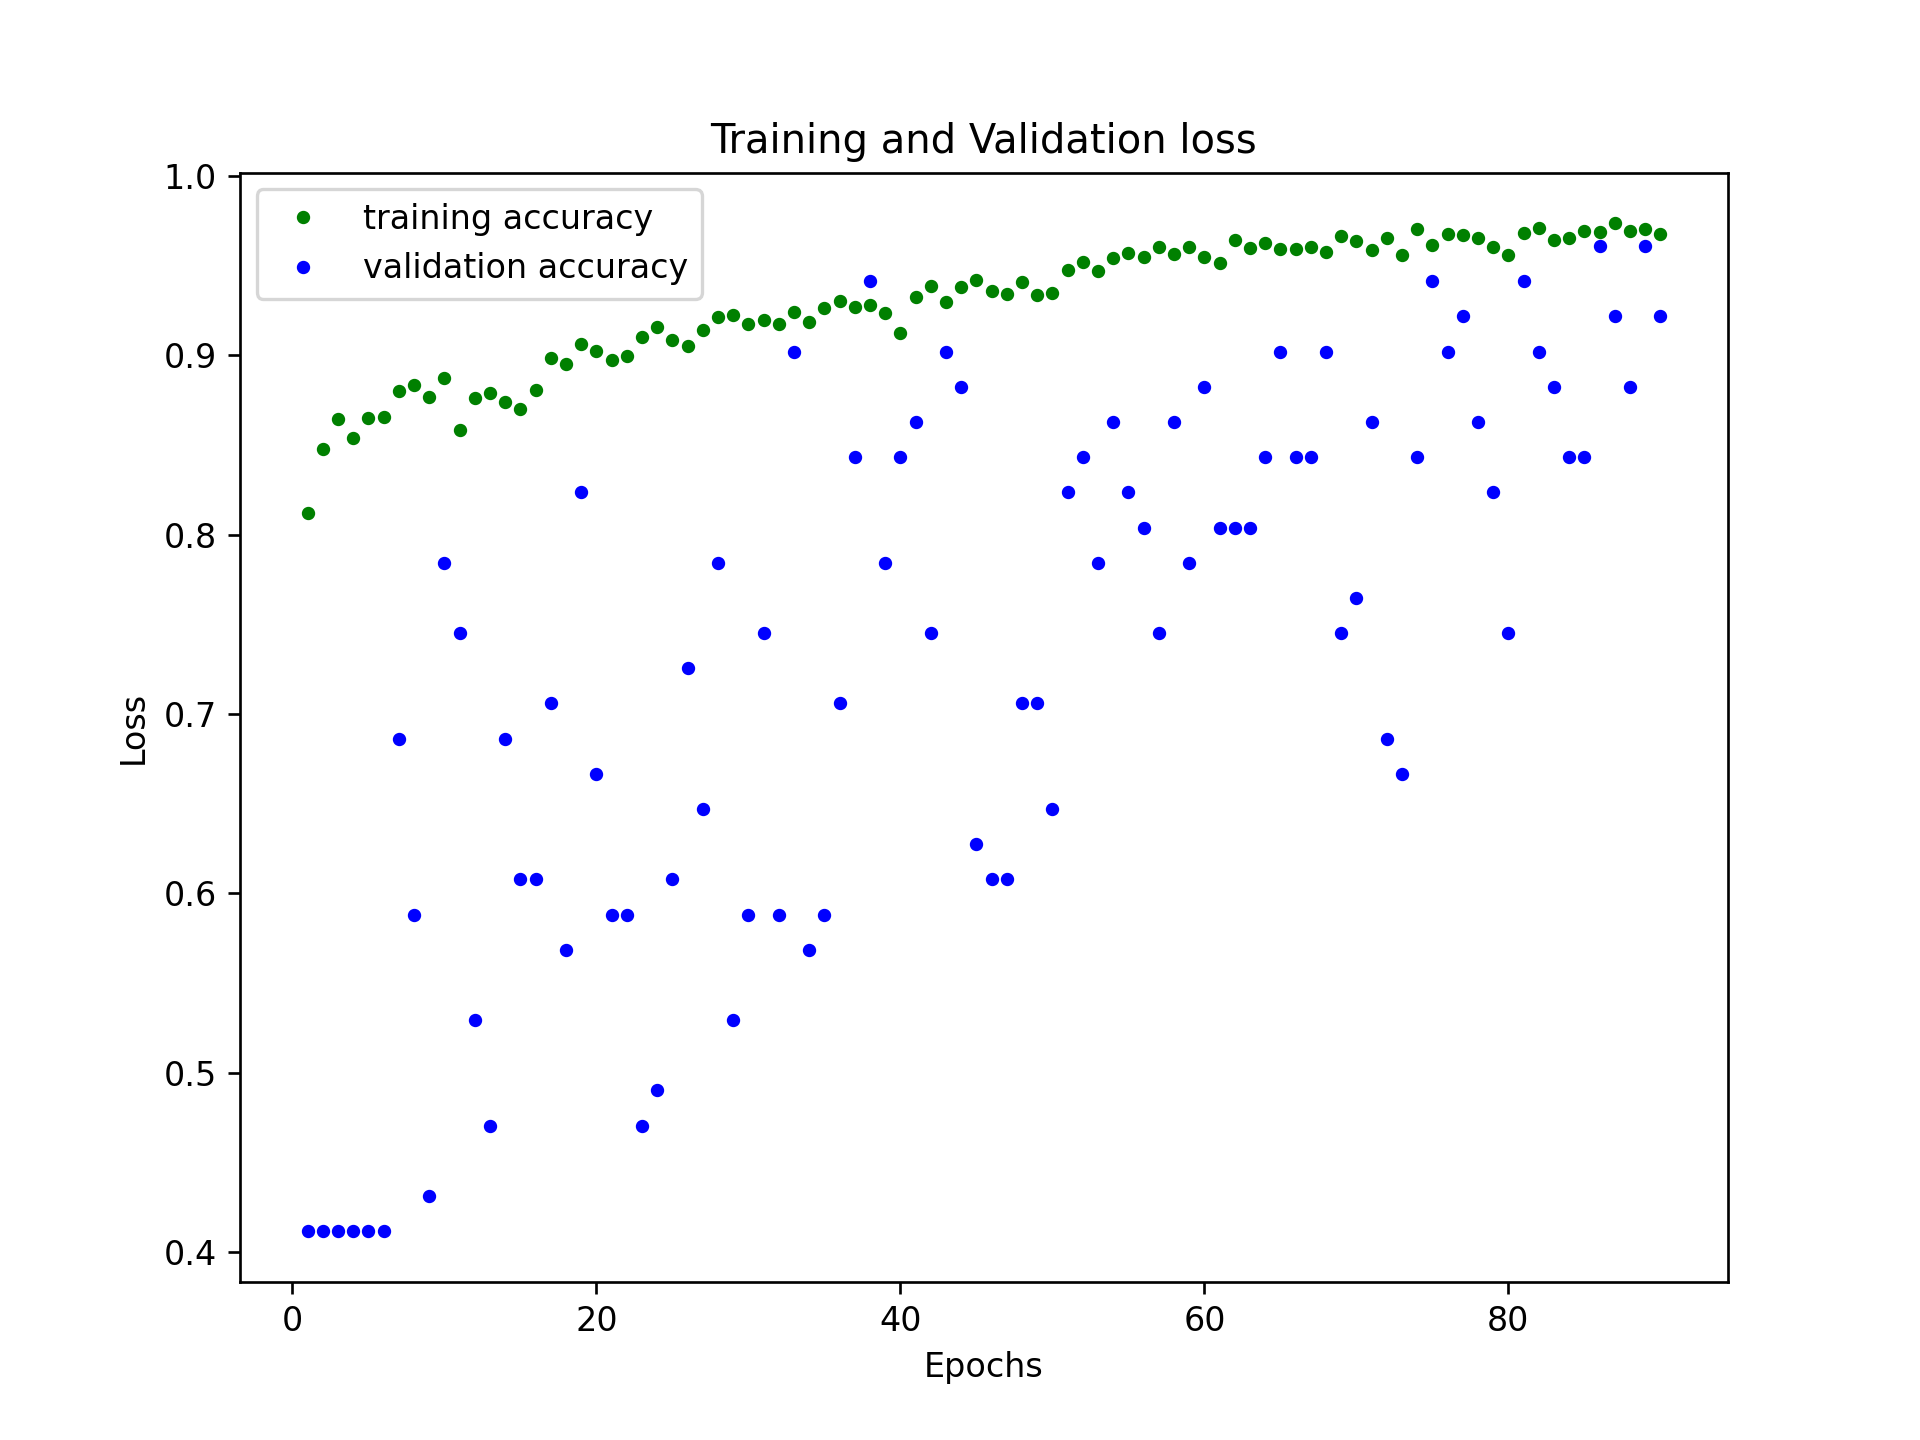 Training and Validation loss
training accuracy
validation accuracy
1.0
0.9
0.8
0.7
0.6
0.5
0.4
Loss
0 20 40 60 80
Epochs